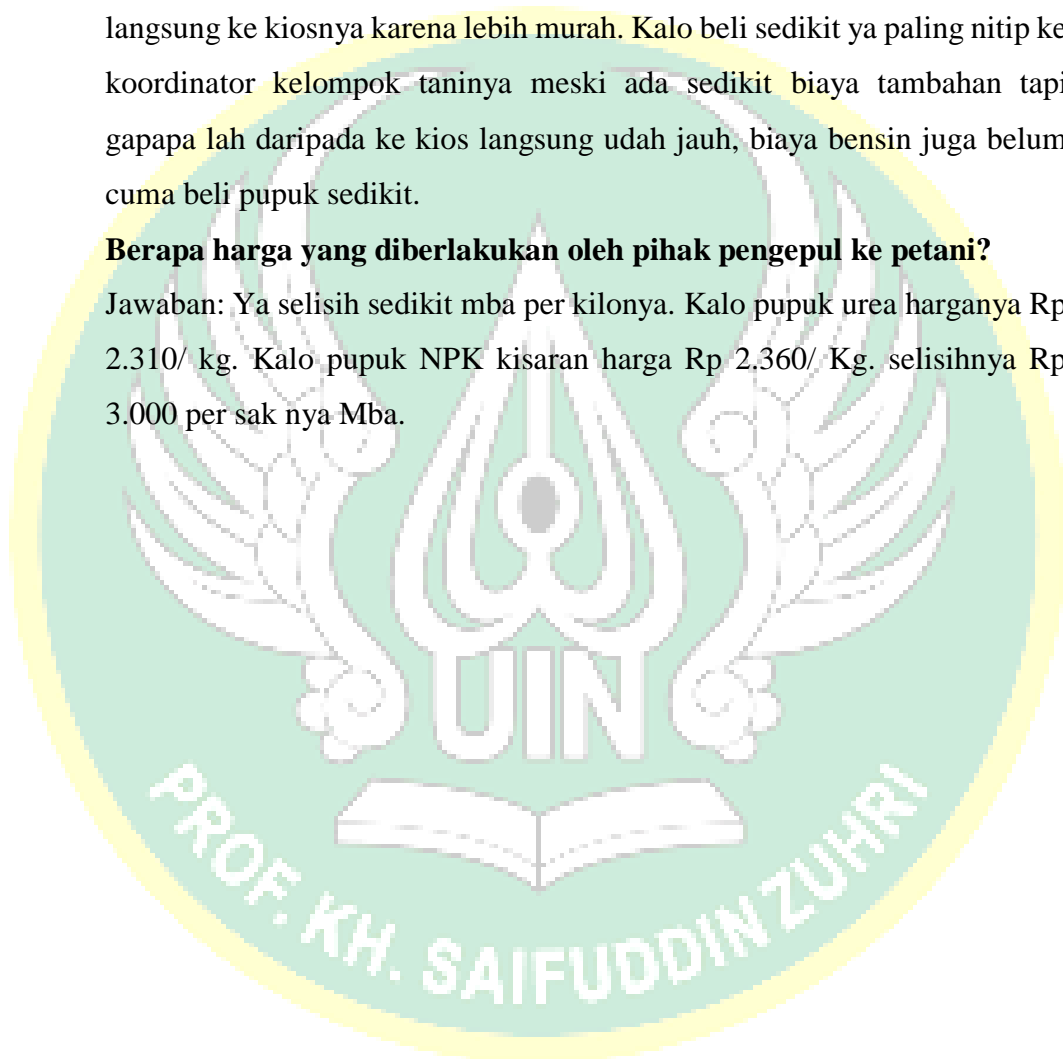 langsung ke kiosnya karena lebih murah. Kalo beli sedikit ya paling nitip ke
koordinator kelompok taninya meski ada sedikit biaya tambahan tapi
gapapa lah daripada ke kios langsung udah jauh, biaya bensin juga belum
cuma beli pupuk sedikit.
Berapa harga yang diberlakukan oleh pihak pengepul ke petani?
Jawaban: Ya selisih sedikit mba per kilonya. Kalo pupuk urea harganya Rp
2.310/ kg. Kalo pupuk NPK kisaran harga Rp 2.360/ Kg. selisihnya Rp
3.000 per sak nya Mba.
UIN
PROF. KH. SAIFUDDIN ZUHRI